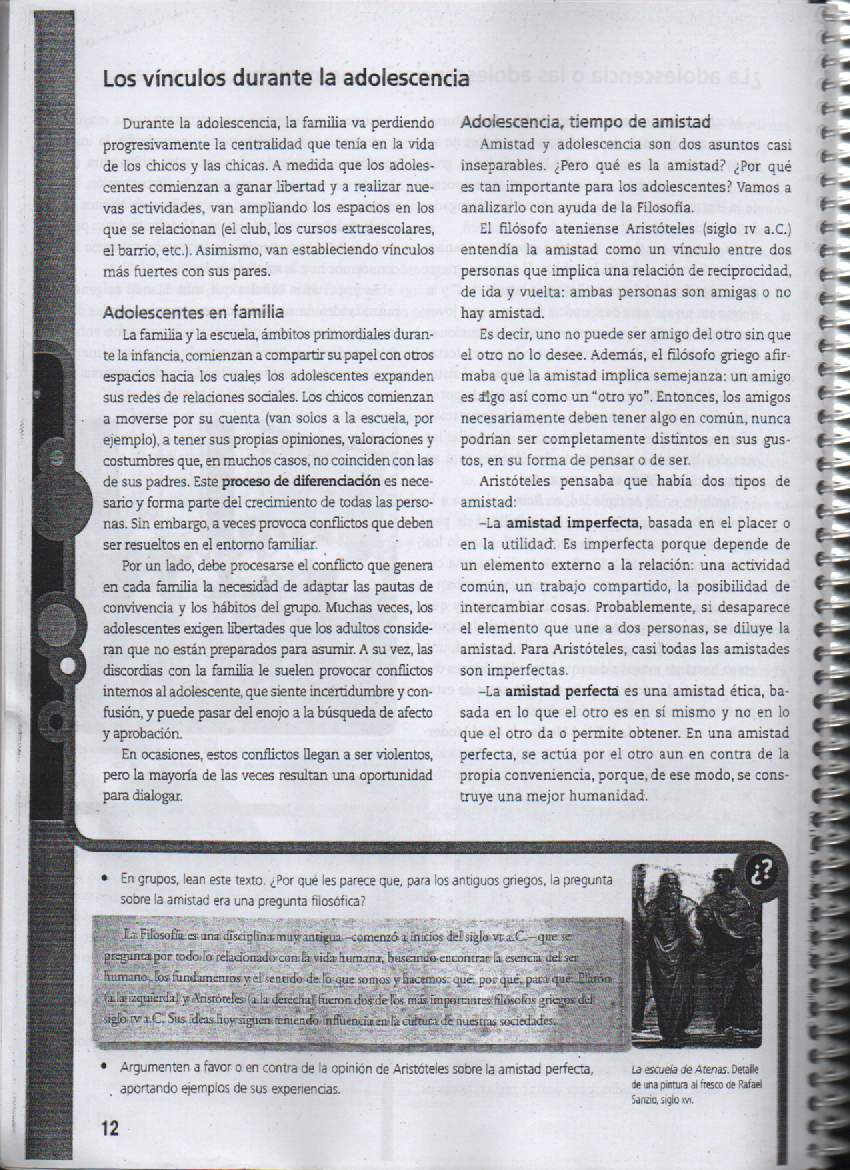 Los vínculos durante la adolescencia
Durante la adolescencia, la familia va perdiendo
progresivamente la centralidad que tenía en la vida
de los chicos y las chicas. A medida que los adoles-
centes comienzan a ganar libertad y a realizar nue-
vas actividades, van ampliando los espacios en los
que se relacionan (el club, los cursos extraescolares,
el barrio, etc.). Asimismo, van estableciendo vínculos
más fuertes con sus pares.
Adolescentes en familia
La familia y la escuela, ámbitos primordiales duran-
te la infancia, comienzan a compartir su papel con otros
espacios hacia los cuales los adolescentes expanden
sus redes de relaciones sociales. Los chicos comienzan
a moverse por su cuenta (van solos a la escuela, por
ejemplo), a tener sus propias opiniones, valoraciones y
costumbres que, en muchos casos, no coinciden con las
de sus padres. Este proceso de diferenciación es nece-
sario y forma parte del crecimiento de todas las perso-
nas. Sin embargo, a veces provoca conflictos que deben
ser resueltos en el entorno familiar.
Por un lado, debe procesarse el conflicto que genera
en cada familia la necesidad de adaptar las pautas de
convivencia y los hábitos del grupo. Muchas veces, los
adolescentes exigen libertades que los adultos conside-
ran que no están preparados para asumir. A su vez, las
discordias con la familia le suelen provocar conflictos
internos al adolescente, que siente incertidumbre y con-
fusión, y puede pasar del enojo a la búsqueda de afecto
y aprobación.
En ocasiones, estos conflictos llegan a ser violentos,
pero la mayoría de las veces resultan una oportunidad
para dialogar.
Adolescencia, tiempo de amistad
Amistad y adolescencia son dos asuntos casi
inseparables. ¿Pero qué es la amistad? ¿Por qué
es tan importante para los adolescentes? Vamos a
analizarlo con ayuda de la Filosofía.
El filósofo ateniense Aristóteles (siglo IV a.C.)
entendía la amistad como un vínculo entre dos
personas que implica una relación de reciprocidad,
de ida y vuelta: ambas personas son amigas o no
hay amistad.
Es decir, uno no puede ser amigo del otro sin que
el otro no lo desee. Además, el filósofo griego afir-
maba que la amistad implica semejanza: un amigo
es algo así como un “otro yo”. Entonces, los amigos
necesariamente deben tener algo en común, nunca
podrían ser completamente distintos en sus gus-
tos, en su forma de pensar o de ser.
Aristóteles pensaba que había dos tipos de
amistad:
–La amistad imperfecta, basada en el placer o
en la utilidad. Es imperfecta porque depende de
un elemento externo a la relación: una actividad
común, un trabajo compartido, la posibilidad de
intercambiar cosas. Probablemente, si desaparece
el elemento que une a dos personas, se diluye la
amistad. Para Aristóteles, casi todas las amistades
son imperfectas.
–La amistad perfecta es una amistad ética, ba-
sada en lo que el otro es en sí mismo y no en lo
que el otro da o permite obtener. En una amistad
perfecta, se actúa por el otro aun en contra de la
propia conveniencia, porque, de ese modo, se cons-
truye una mejor humanidad.
¿?
• En grupos, lean este texto. ¿Por qué les parece que, para los antiguos griegos, la pregunta
sobre la amistad era una pregunta filosófica?
La Filosofía es una disciplina muy antigua –comenzó a inicios del siglo VI a.C.– que se
pregunta por todo lo relacionado con la vida humana, buscando encontrar la esencia del ser
humano, los fundamentos y el sentido de lo que somos y hacemos: qué, por qué, para qué. Platón
(a la izquierda) y Aristóteles (a la derecha) fueron dos de los más importantes filósofos griegos del
siglo IV a.C. Sus ideas hoy siguen teniendo influencia en la cultura de nuestras sociedades.
• Argumenten a favor o en contra de la opinión de Aristóteles sobre la amistad perfecta,
aportando ejemplos de sus experiencias.
La escuela de Atenas. Detalle
de una pintura al fresco de Rafael
Sanzio, siglo XVI.
12